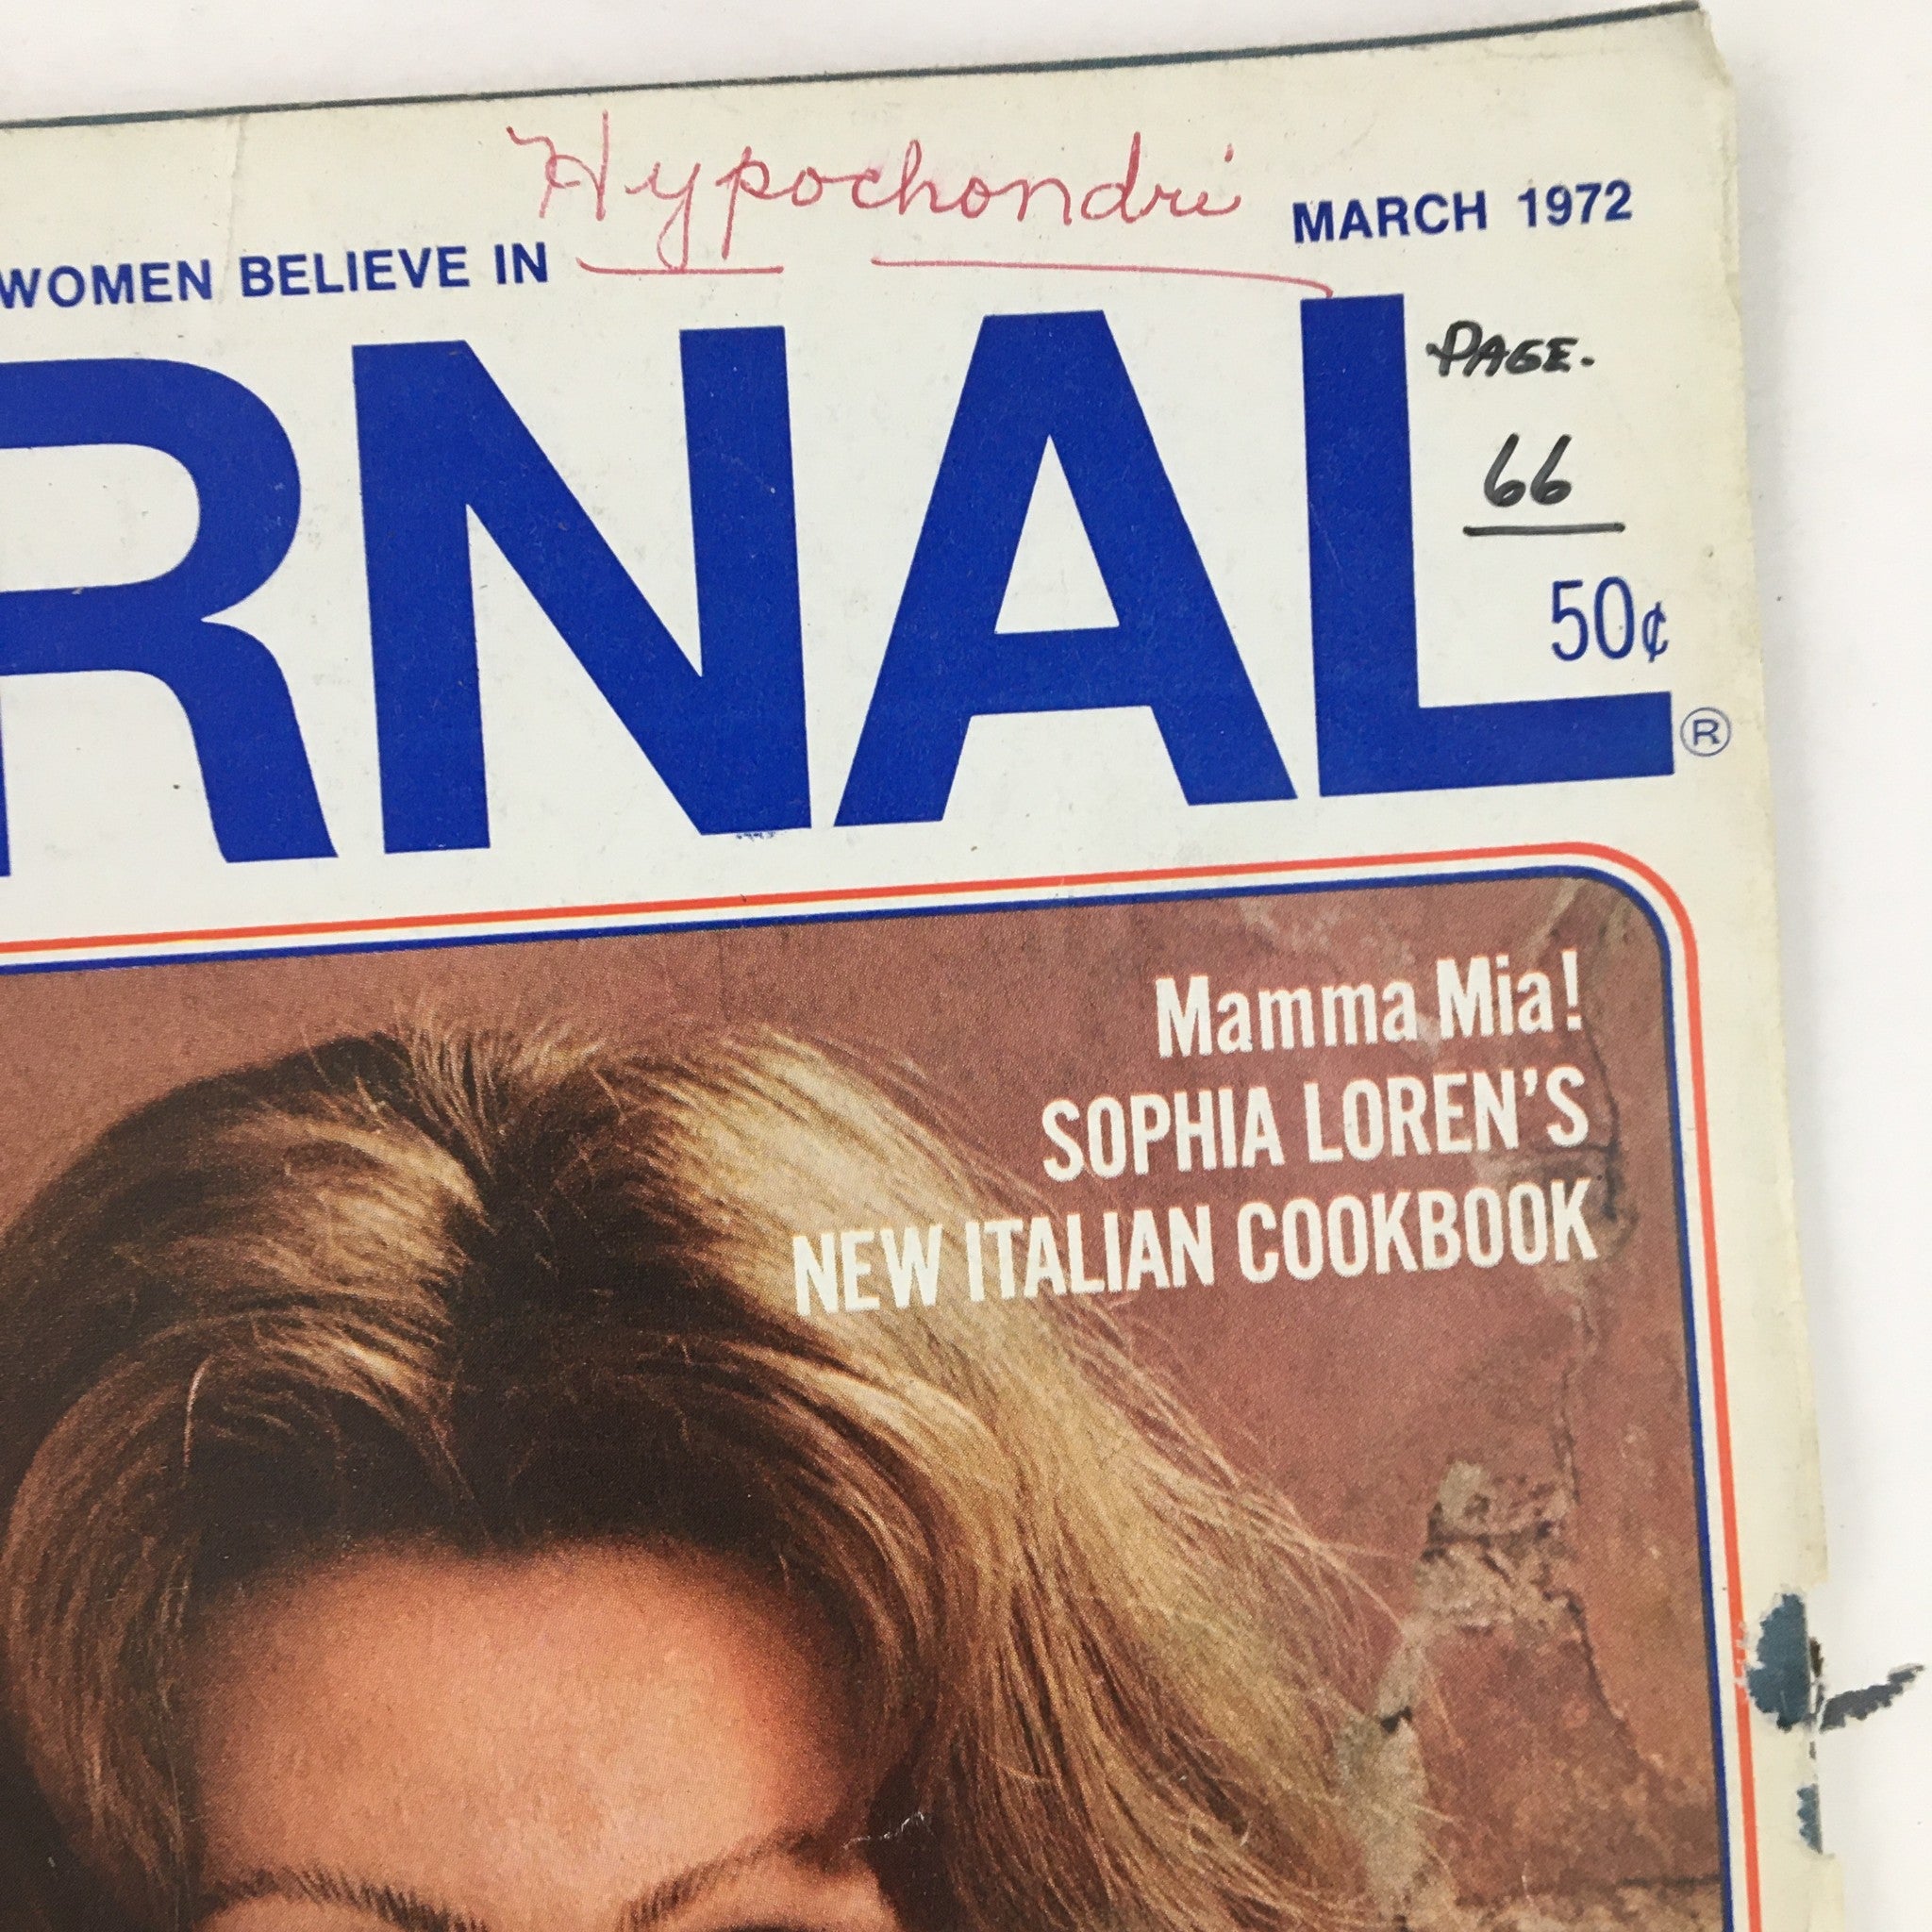 Hypochondri
MARCH 1972
WOMEN BELIEVE IN
RNAL
PAGE.
66
50¢
®
Mamma Mia!
SOPHIA LOREN'S
NEW ITALIAN COOKBOOK